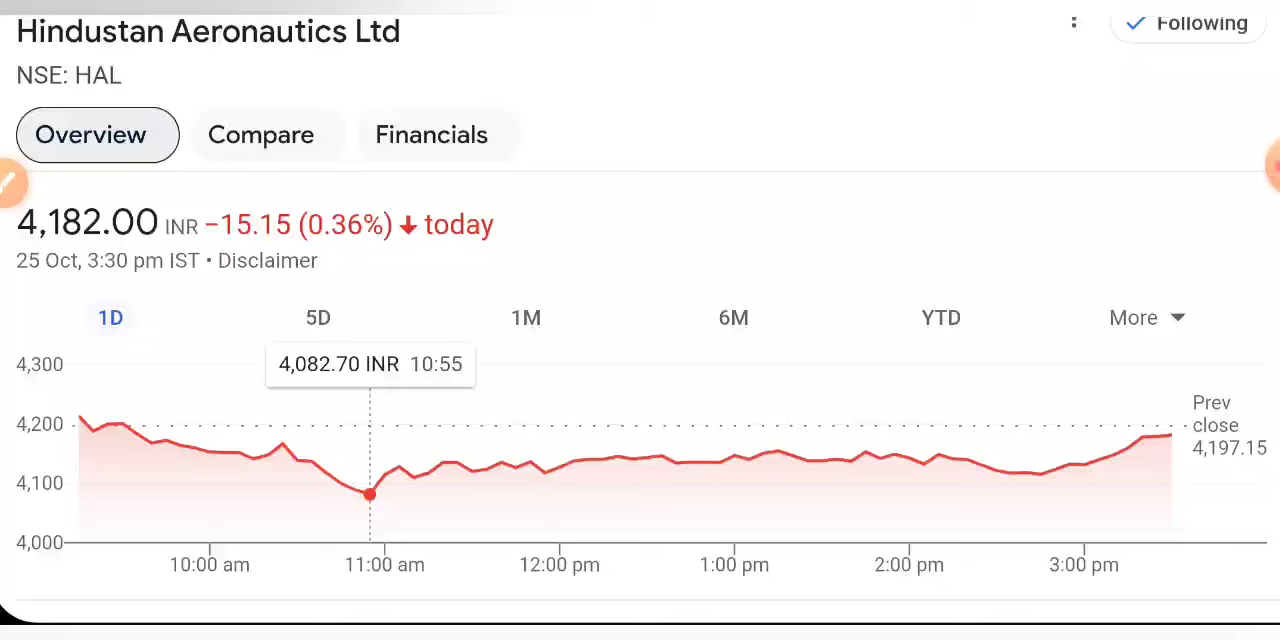 Hindustan Aeronautics Ltd
Following
NSE: HAL
Overview Compare Financials
4,182.00 INR −15.15 (0.36%) today
25 Oct, 3:30 pm IST • Disclaimer
1D 5D 1M 6M YTD More
4,082.70 INR 10:55
4,300
4,200
4,100
4,000
Prev
close
4,197.15
10:00 am 11:00 am 12:00 pm 1:00 pm 2:00 pm 3:00 pm